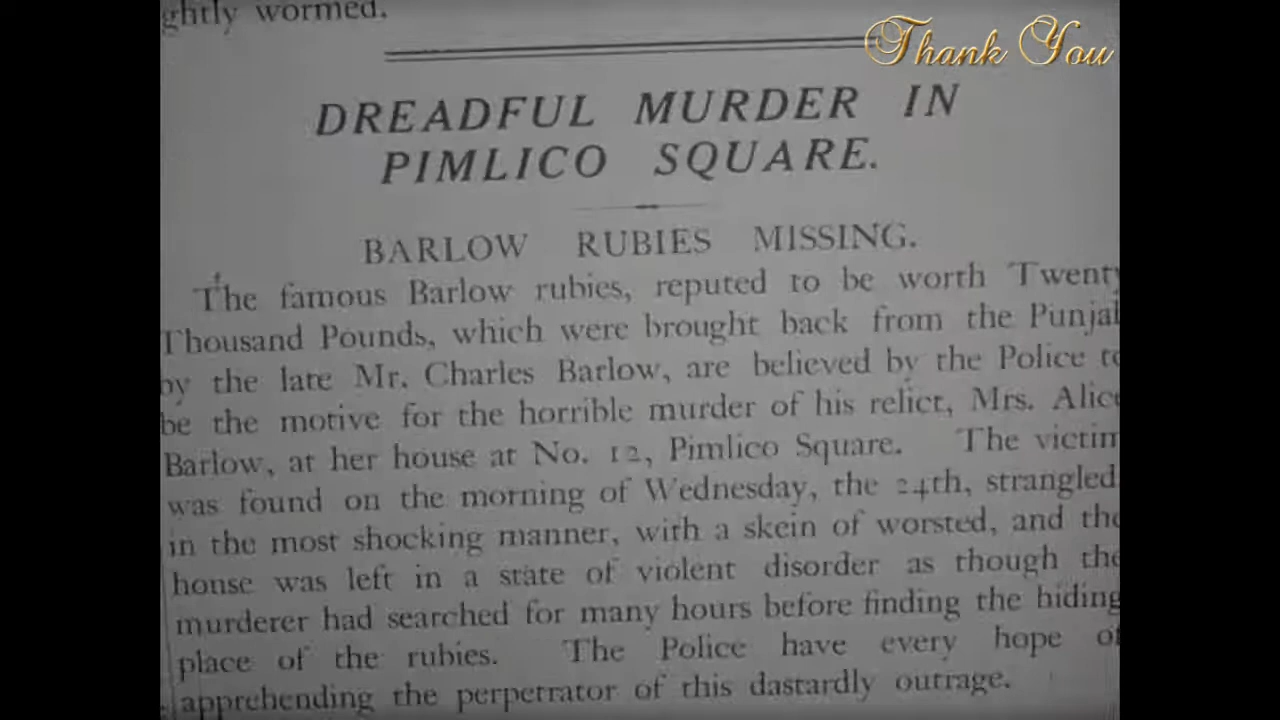 ghtly wormed.
Thank You
DREADFUL MURDER IN
PIMLICO SQUARE.
BARLOW RUBIES MISSING.
The famous Barlow rubies, reputed to be worth Twenty
Thousand Pounds, which were brought back from the Punjab
by the late Mr. Charles Barlow, are believed by the Police to
be the motive for the horrible murder of his relict, Mrs. Alice
Barlow, at her house at No. 12, Pimlico Square. The victim
was found on the morning of Wednesday, the 24th, strangled
in the most shocking manner, with a skein of worsted, and the
honse was left in a state of violent disorder as though the
murderer had searched for many hours before finding the hiding
place of the rubies. The Police have every hope of
apprehending the perpetrator of this dastardly outrage.